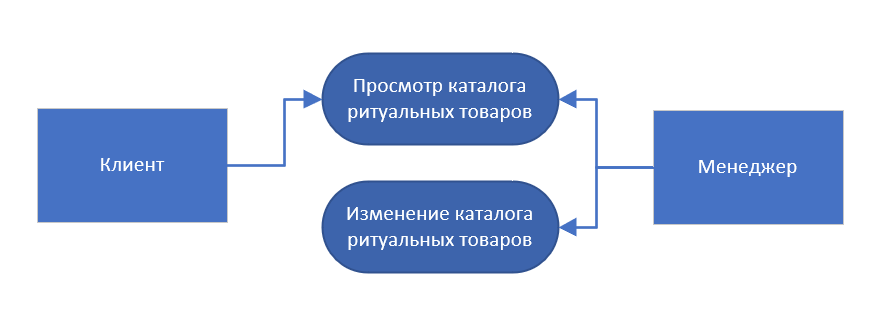 Просмотр каталога
ритуальных товаров
Клиент
Менеджер
Изменение каталога
ритуальных товаров